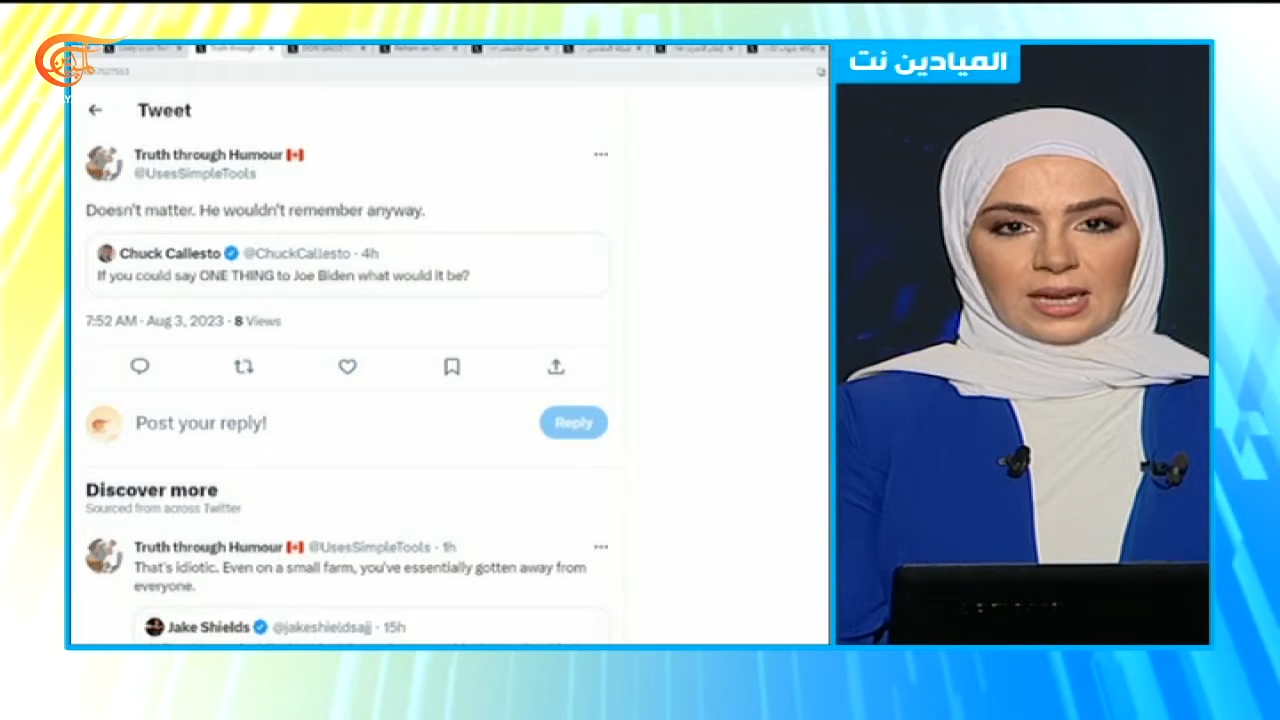 الميادين نت
Tweet
Truth through Humour
@UsesSimpleTools
Doesn't matter. He wouldn't remember anyway.
Chuck Callesto @ChuckCallesto · 4h
If you could say ONE THING to Joe Biden what would it be?
7:52 AM · Aug 3, 2023 · 8 Views
Post your reply!
Reply
Discover more
Sourced from across Twitter
Truth through Humour @UsesSimpleTools · 1h
That's idiotic. Even on a small farm, you've essentially gotten away from
everyone.
Jake Shields @jakeshieldsajj · 15h